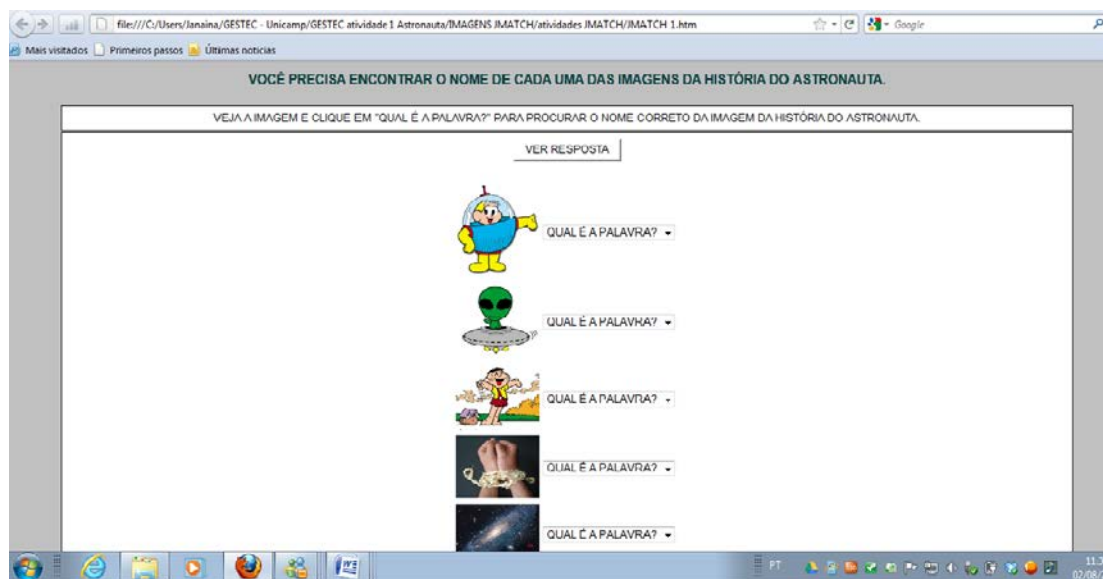 file:///C:/Users/Janaina/GESTEC - Unicamp/GESTEC atividade 1 Astronauta/IMAGENS JMATCH/atividades JMATCH/JMATCH 1.htm
Google
Mais visitados Primeiros passos Últimas notícias
VOCÊ PRECISA ENCONTRAR O NOME DE CADA UMA DAS IMAGENS DA HISTÓRIA DO ASTRONAUTA.
VEJA A IMAGEM E CLIQUE EM "QUAL É A PALAVRA?" PARA PROCURAR O NOME CORRETO DA IMAGEM DA HISTÓRIA DO ASTRONAUTA.
VER RESPOSTA
QUAL É A PALAVRA?
QUAL É A PALAVRA?
QUAL É A PALAVRA?
QUAL É A PALAVRA?
QUAL É A PALAVRA?
PT